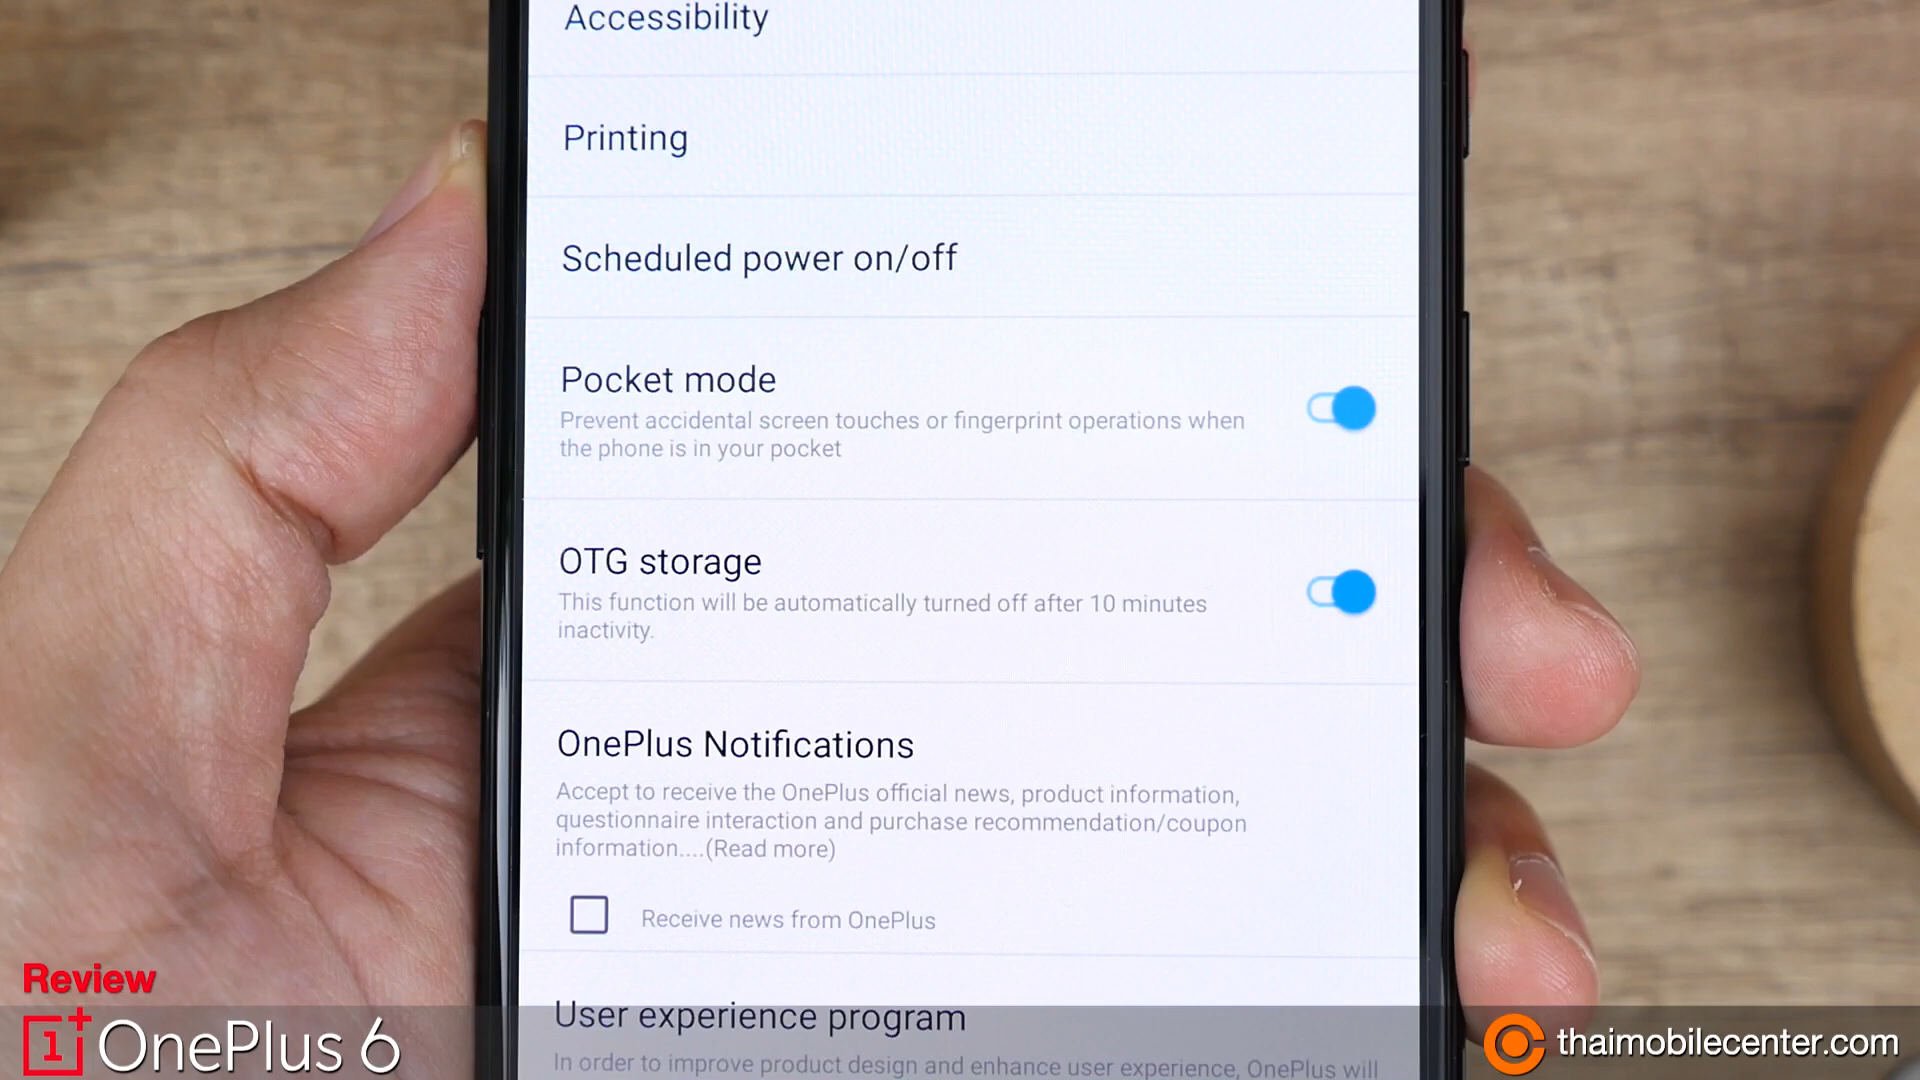 Accessibility
Printing
Scheduled power on/off
Pocket mode
Prevent accidental screen touches or fingerprint operations when
the phone is in your pocket
OTG storage
This function will be automatically turned off after 10 minutes
inactivity.
OnePlus Notifications
Accept to receive the OnePlus official news, product information,
questionnaire interaction and purchase recommendation/coupon
information....(Read more)
Receive news from OnePlus
User experience program
In order to improve product design and enhance user experience, OnePlus will
Review
1+ OnePlus 6
thaimobilecenter.com